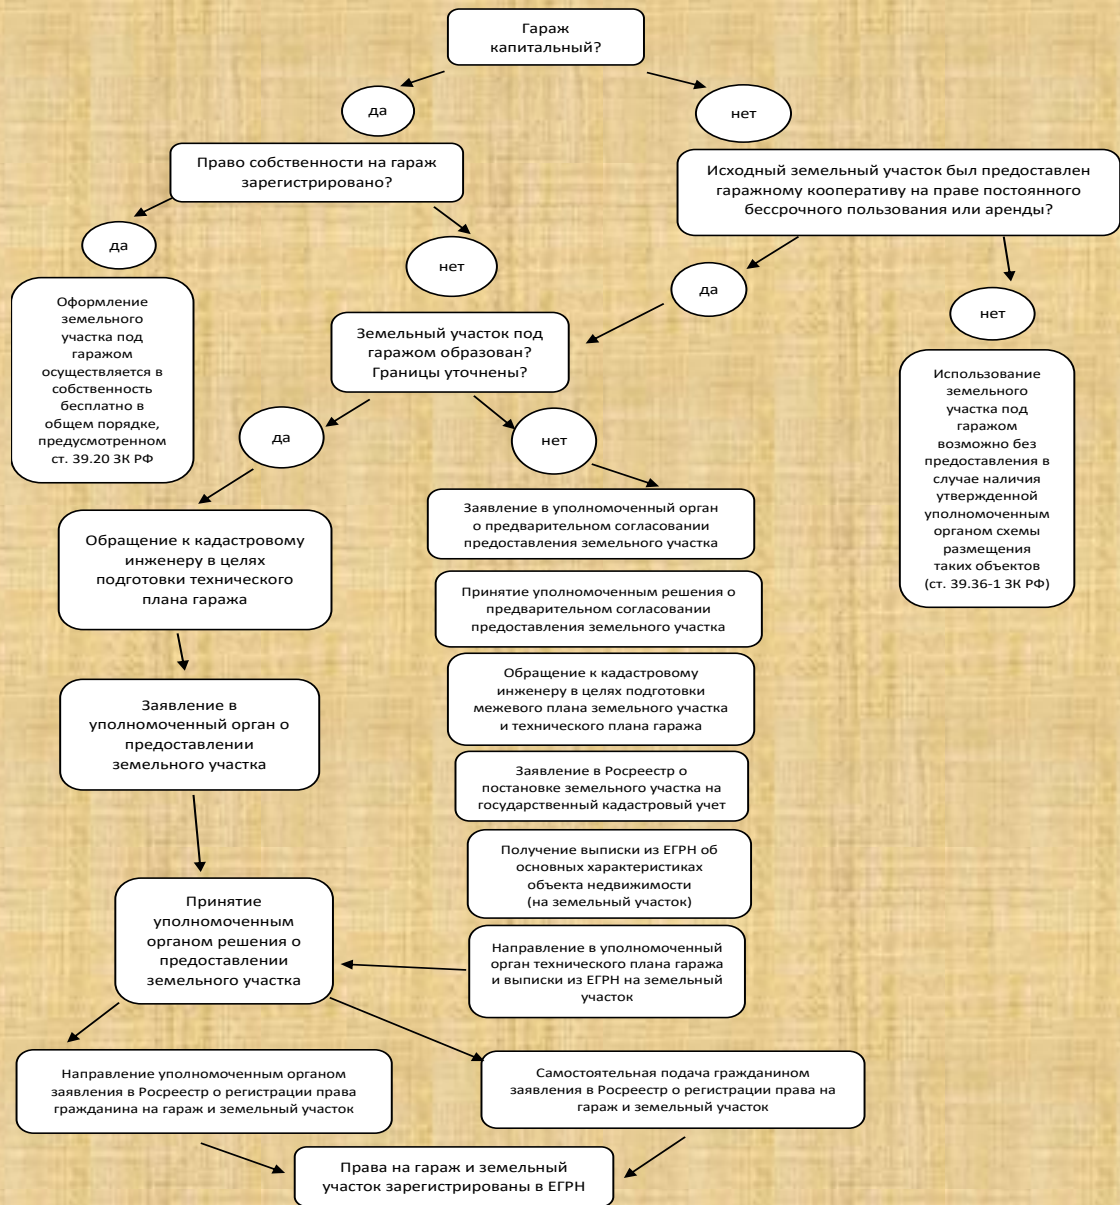 Гараж
капитальный?
да
нет
Право собственности на гараж
зарегистрировано?
Исходный земельный участок был предоставлен
гаражному кооперативу на праве постоянного
бессрочного пользования или аренды?
да
нет
да
нет
Оформление
земельного
участка под
гаражом
осуществляется в
собственность
бесплатно в
общем порядке,
предусмотренном
ст. 39.20 ЗК РФ
Земельный участок под
гаражом образован?
Границы уточнены?
Использование
земельного
участка под
гаражом
возможно без
предоставления в
случае наличия
утвержденной
уполномоченным
органом схемы
размещения
таких объектов
(ст. 39.36-1 ЗК РФ)
да
нет
Обращение к кадастровому
инженеру в целях
подготовки технического
плана гаража
Заявление в
уполномоченный орган о
предоставлении
земельного участка
Заявление в уполномоченный орган
о предварительном согласовании
предоставления земельного участка
Принятие уполномоченным решения о
предварительном согласовании
предоставления земельного участка
Обращение к кадастровому
инженеру в целях подготовки
межевого плана земельного участка
и технического плана гаража
Заявление в Росреестр о
постановке земельного участка на
государственный кадастровый учет
Получение выписки из ЕГРН об
основных характеристиках
объекта недвижимости
(на земельный участок)
Направление в уполномоченный
орган технического плана гаража
и выписки из ЕГРН на земельный
участок
Принятие
уполномоченным
органом решения о
предоставлении
земельного участка
Направление уполномоченным органом
заявления в Росреестр о регистрации права
гражданина на гараж и земельный участок
Самостоятельная подача гражданином
заявления в Росреестр о регистрации права на
гараж и земельный участок
Права на гараж и земельный
участок зарегистрированы в ЕГРН